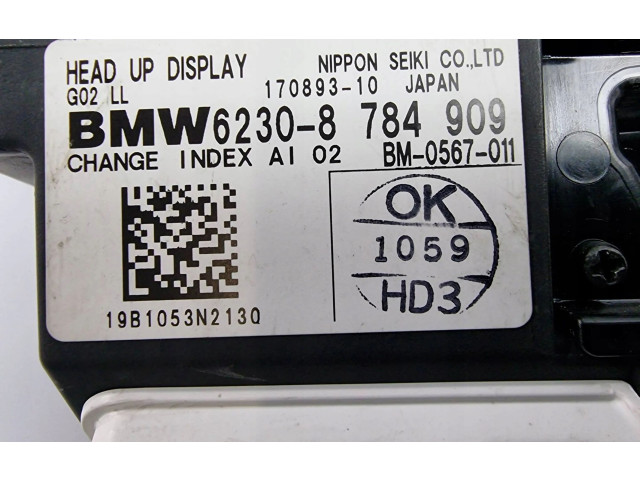 HEAD UP DISPLAY NIPPON SEIKI CO.,LTD
G02 LL 170893-10 JAPAN
BMW6230-8 784 909
CHANGE INDEX AI 02 BM-0567-011
OK
1059
HD3
19B1053N213Q